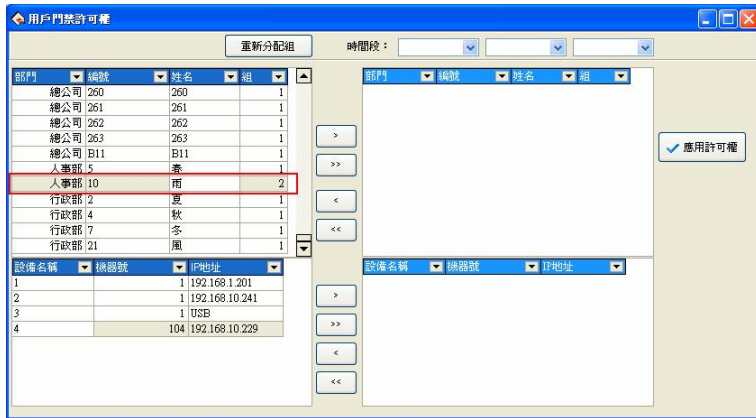 用戶門禁許可權
重新分配組 時間段：
部門 編號 姓名 組 部門 編號 姓名 組
總公司 260 260 1
總公司 261 261 1
總公司 262 262 1
總公司 263 263 1
總公司 B11 B11 1
人事部 5 春 1
人事部 10 雨 2
行政部 2 夏 1
行政部 4 秋 1
行政部 7 冬 1
行政部 21 風 1
>
>>
<
<<
應用許可權
設備名稱 機器號 IP地址 設備名稱 機器號 IP地址
1 1 192.168.1.201
2 1 192.168.10.241
3 1 USB
4 104 192.168.10.229
>
>>
<
<<